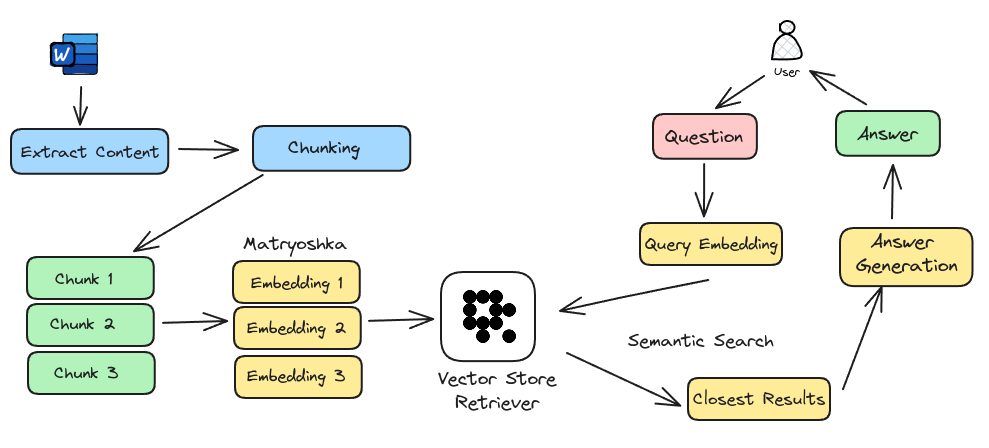 W
User
Extract Content
Chunking
Question
Answer
Matryoshka
Query Embedding
Answer
Generation
Chunk 1
Chunk 2
Chunk 3
Embedding 1
Embedding 2
Embedding 3
Vector Store
Retriever
Semantic Search
Closest Results